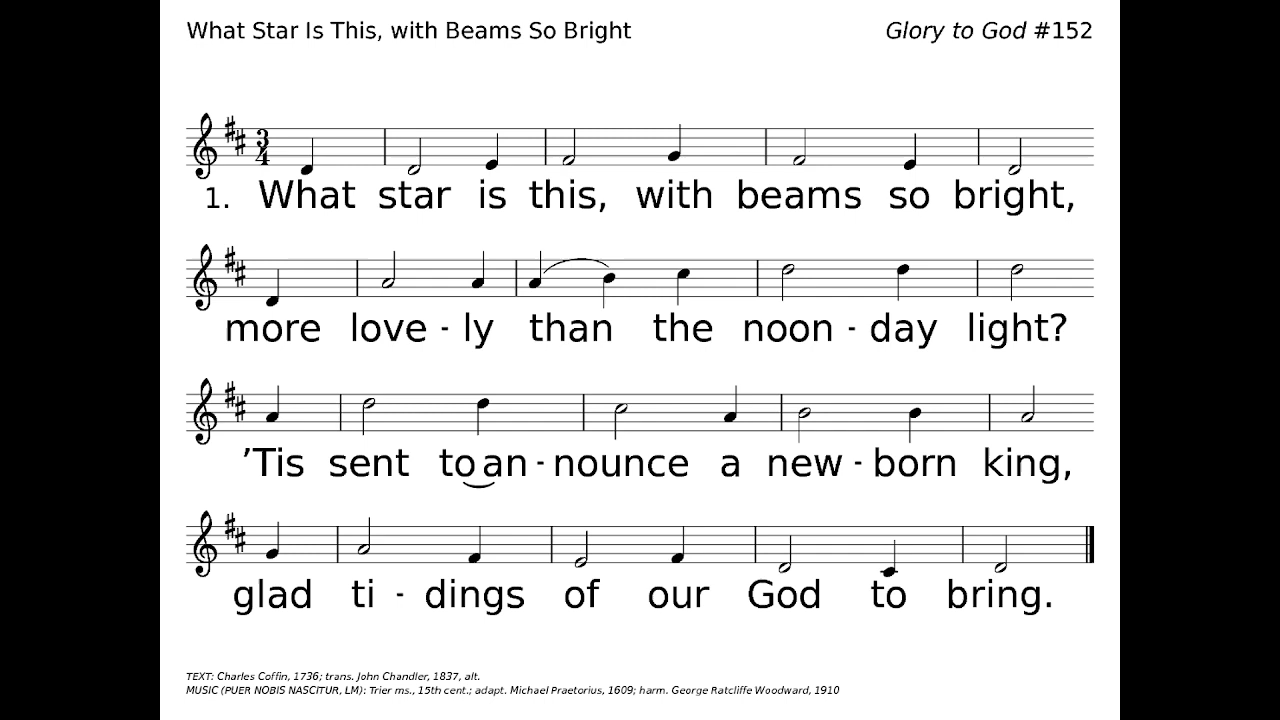 What Star Is This, with Beams So Bright Glory to God #152
3
4
1. What star is this, with beams so bright,
more love - ly than the noon - day light?
’Tis sent to an - nounce a new - born king,
glad ti - dings of our God to bring.
TEXT: Charles Coffin, 1736; trans. John Chandler, 1837, alt.
MUSIC (PUER NOBIS NASCITUR, LM): Trier ms., 15th cent.; adapt. Michael Praetorius, 1609; harm. George Ratcliffe Woodward, 1910